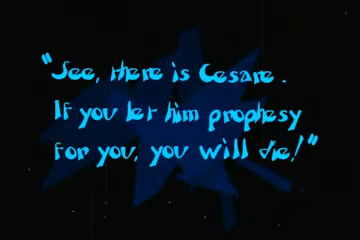 "See, there is Cesare.
If you let him prophesy
for you, you will die!"